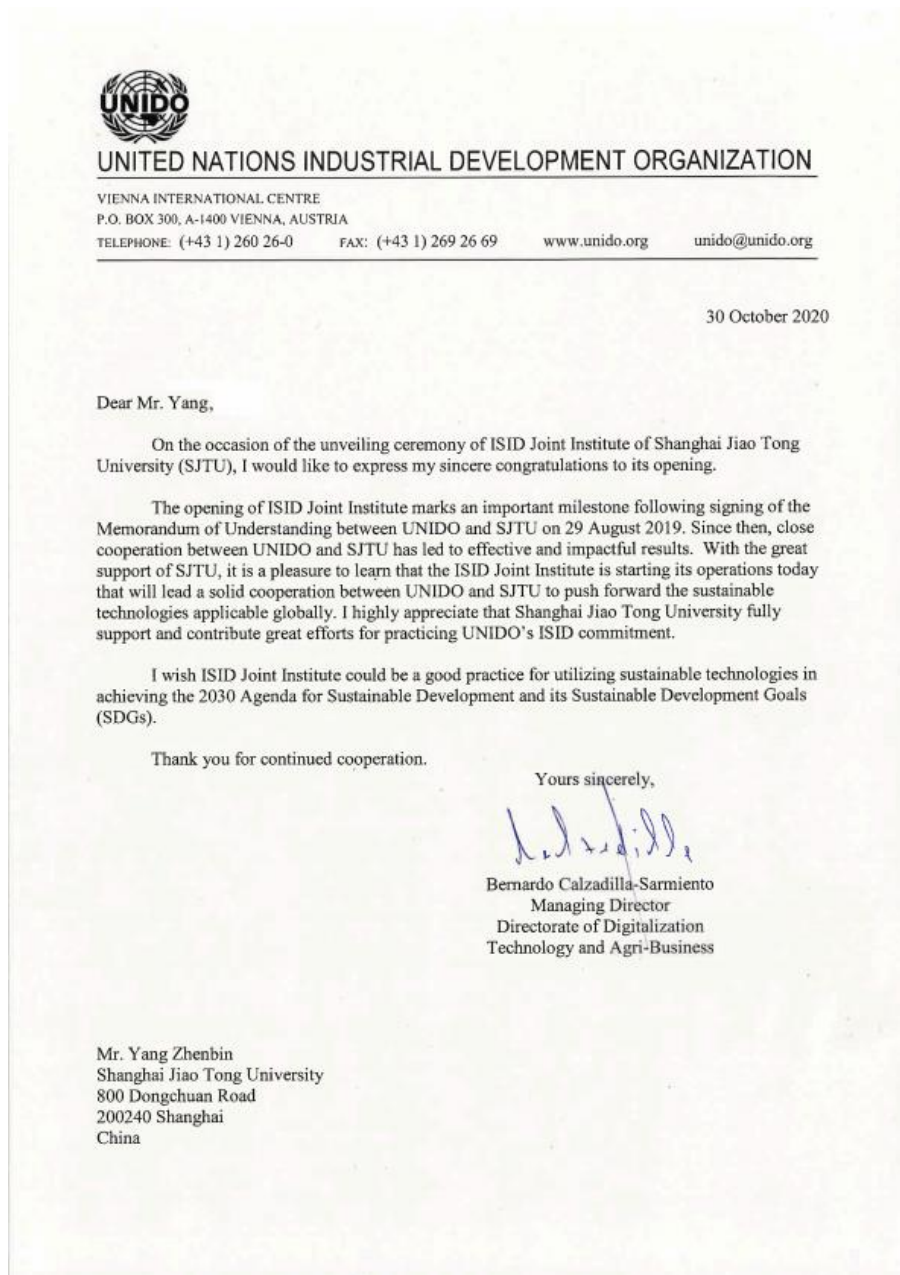 UNIDO
UNITED NATIONS INDUSTRIAL DEVELOPMENT ORGANIZATION
VIENNA INTERNATIONAL CENTRE
P.O. BOX 300, A-1400 VIENNA, AUSTRIA
TELEPHONE: (+43 1) 260 26-0 FAX: (+43 1) 269 26 69 www.unido.org unido@unido.org
30 October 2020
Dear Mr. Yang,
On the occasion of the unveiling ceremony of ISID Joint Institute of Shanghai Jiao Tong
University (SJTU), I would like to express my sincere congratulations to its opening.
The opening of ISID Joint Institute marks an important milestone following signing of the
Memorandum of Understanding between UNIDO and SJTU on 29 August 2019. Since then, close
cooperation between UNIDO and SJTU has led to effective and impactful results. With the great
support of SJTU, it is a pleasure to learn that the ISID Joint Institute is starting its operations today
that will lead a solid cooperation between UNIDO and SJTU to push forward the sustainable
technologies applicable globally. I highly appreciate that Shanghai Jiao Tong University fully
support and contribute great efforts for practicing UNIDO's ISID commitment.
I wish ISID Joint Institute could be a good practice for utilizing sustainable technologies in
achieving the 2030 Agenda for Sustainable Development and its Sustainable Development Goals
(SDGs).
Thank you for continued cooperation.
Yours sincerely,
Bernardo Calzadilla-Sarmiento
Managing Director
Directorate of Digitalization
Technology and Agri-Business
Mr. Yang Zhenbin
Shanghai Jiao Tong University
800 Dongchuan Road
200240 Shanghai
China